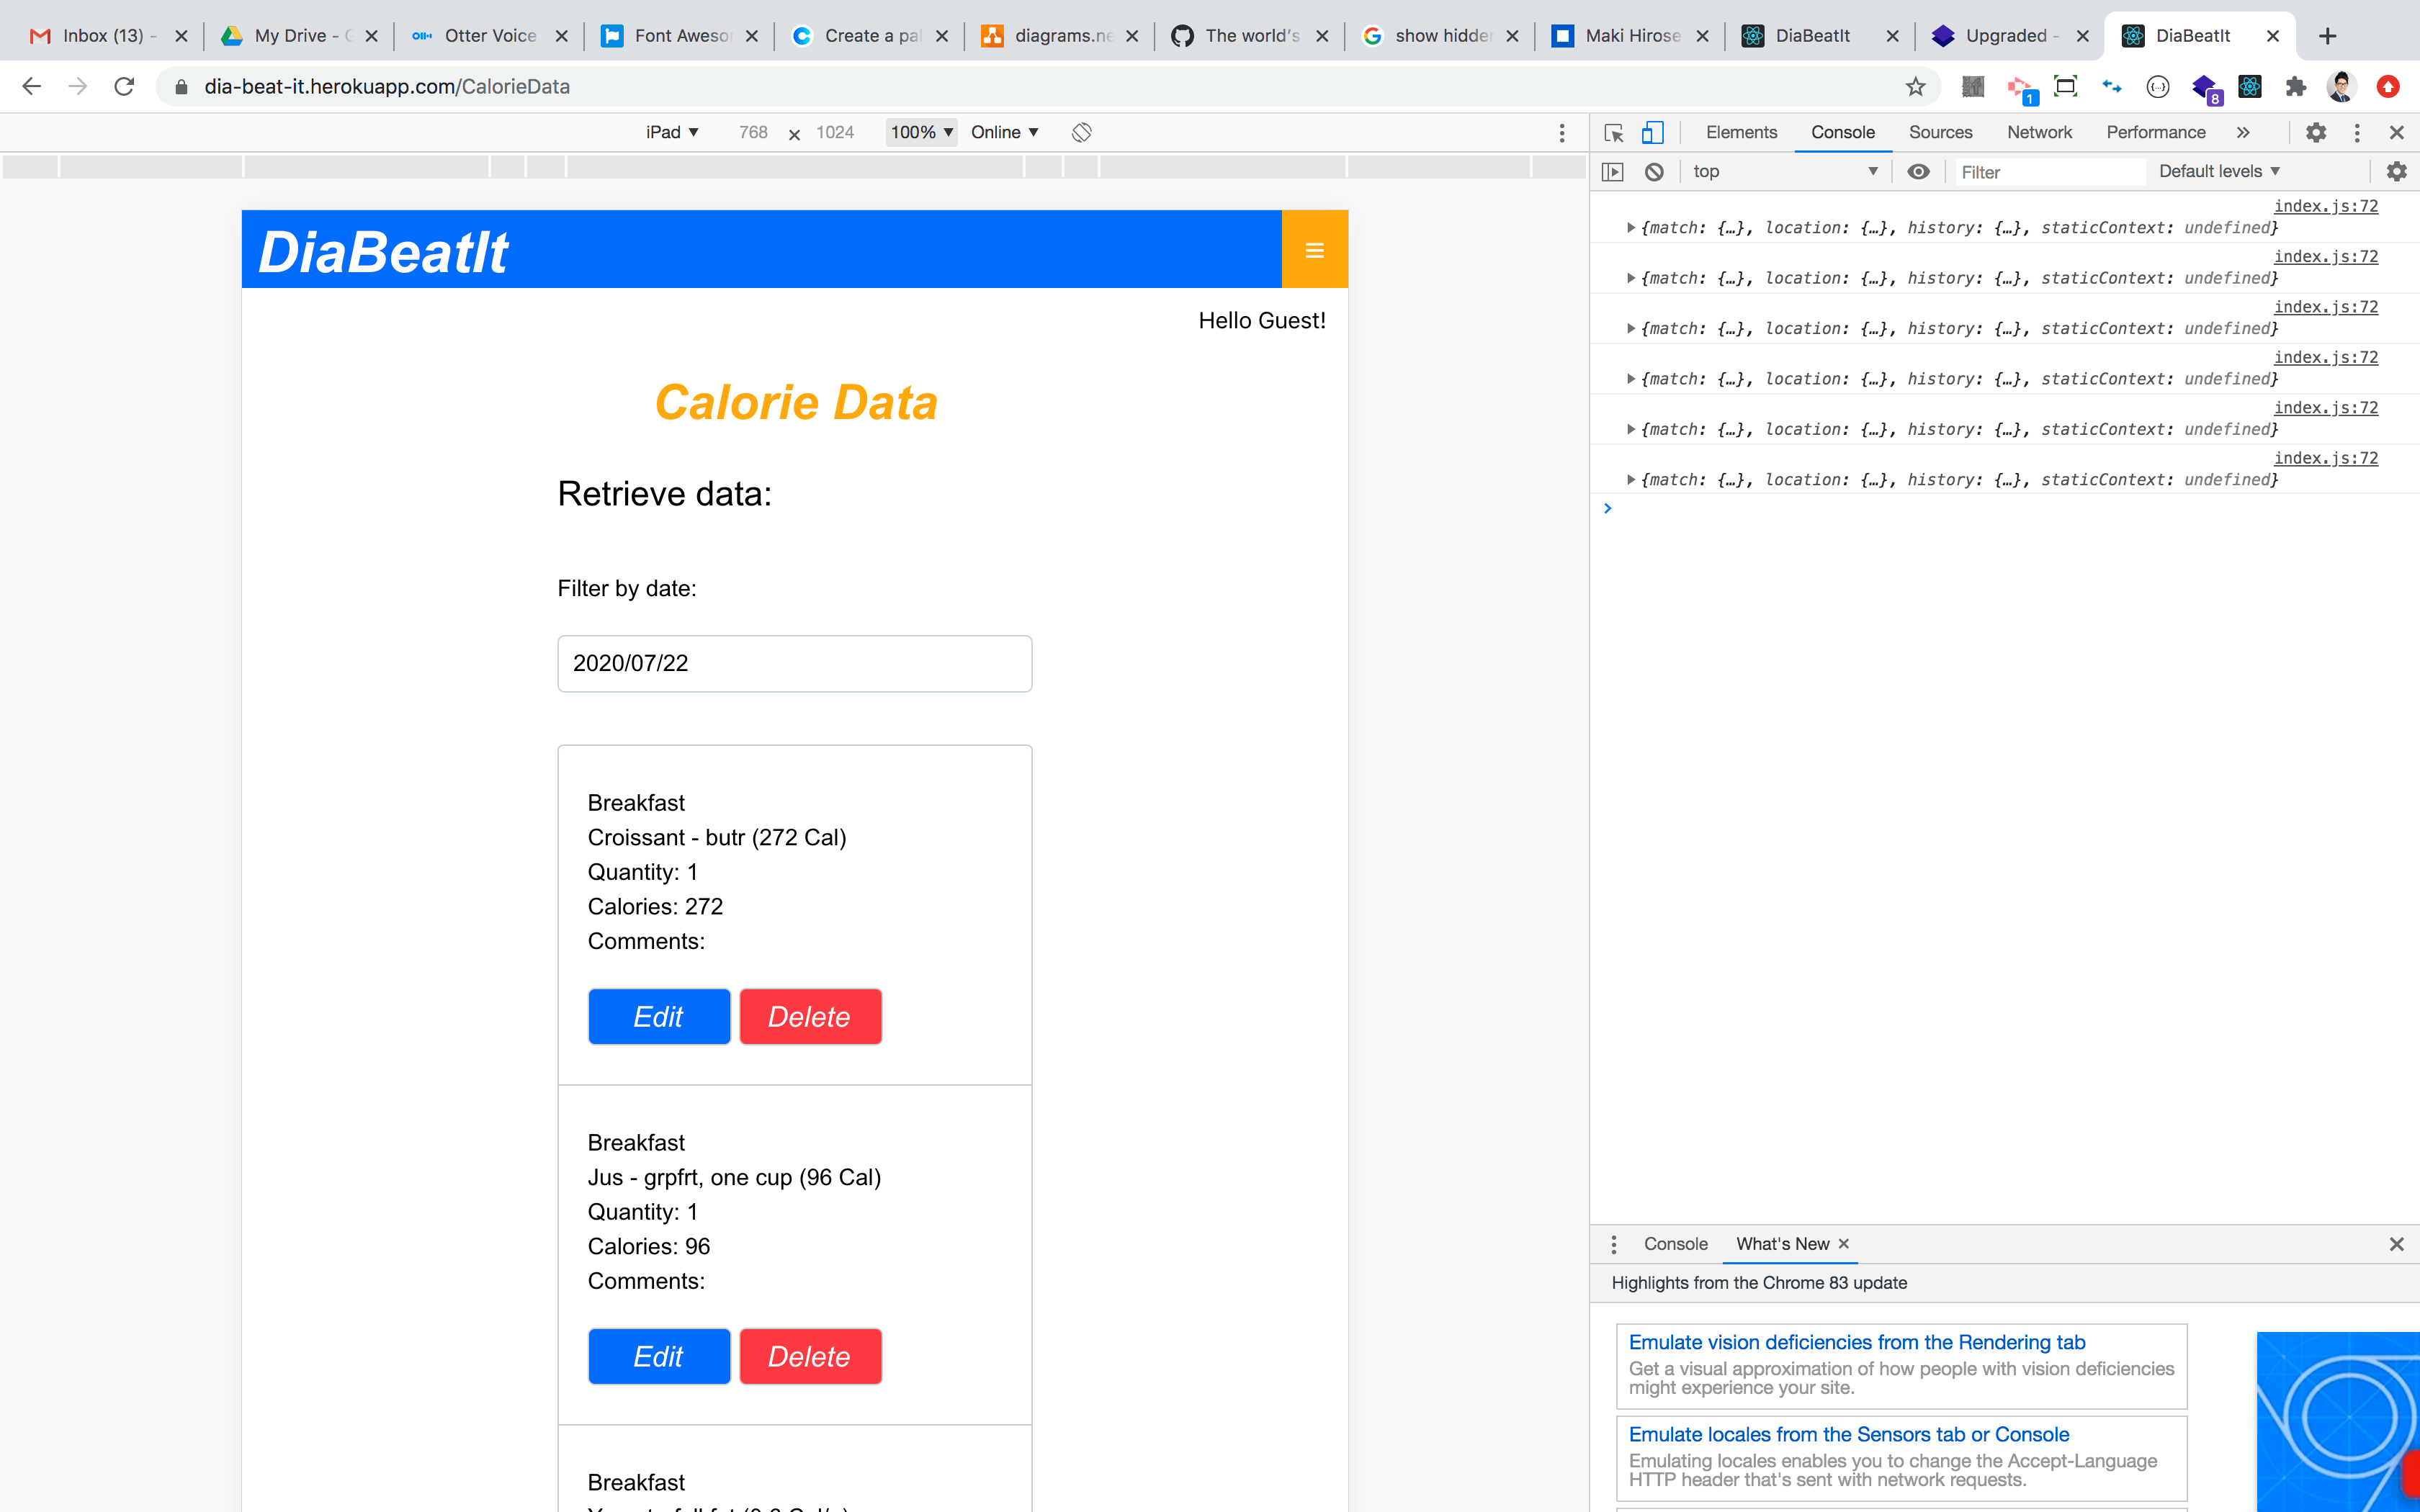 Inbox (13) -
My Drive - G
Otter Voice
Font Aweso
Create a pal
diagrams.ne
The world's
show hidder
Maki Hirose
DiaBeatIt
Upgraded -
DiaBeatIt
dia-beat-it.herokuapp.com/CalorieData
1
8
iPad
768
1024
100%
Online
Elements
Console
Sources
Network
Performance
top
Filter
Default levels
DiaBeatIt
Hello Guest!
Calorie Data
Retrieve data:
Filter by date:
2020/07/22
Breakfast
Croissant - butr (272 Cal)
Quantity: 1
Calories: 272
Comments:
Edit
Delete
Breakfast
Jus - grpfrt, one cup (96 Cal)
Quantity: 1
Calories: 96
Comments:
Edit
Delete
Breakfast
index.js:72
{match: {…}, location: {…}, history: {…}, staticContext: undefined}
index.js:72
{match: {…}, location: {…}, history: {…}, staticContext: undefined}
index.js:72
{match: {…}, location: {…}, history: {…}, staticContext: undefined}
index.js:72
{match: {…}, location: {…}, history: {…}, staticContext: undefined}
index.js:72
{match: {…}, location: {…}, history: {…}, staticContext: undefined}
index.js:72
{match: {…}, location: {…}, history: {…}, staticContext: undefined}
Console
What's New
Highlights from the Chrome 83 update
Emulate vision deficiencies from the Rendering tab
Get a visual approximation of how people with vision deficiencies
might experience your site.
Emulate locales from the Sensors tab or Console
Emulating locales enables you to change the Accept-Language
HTTP header that's sent with network requests.